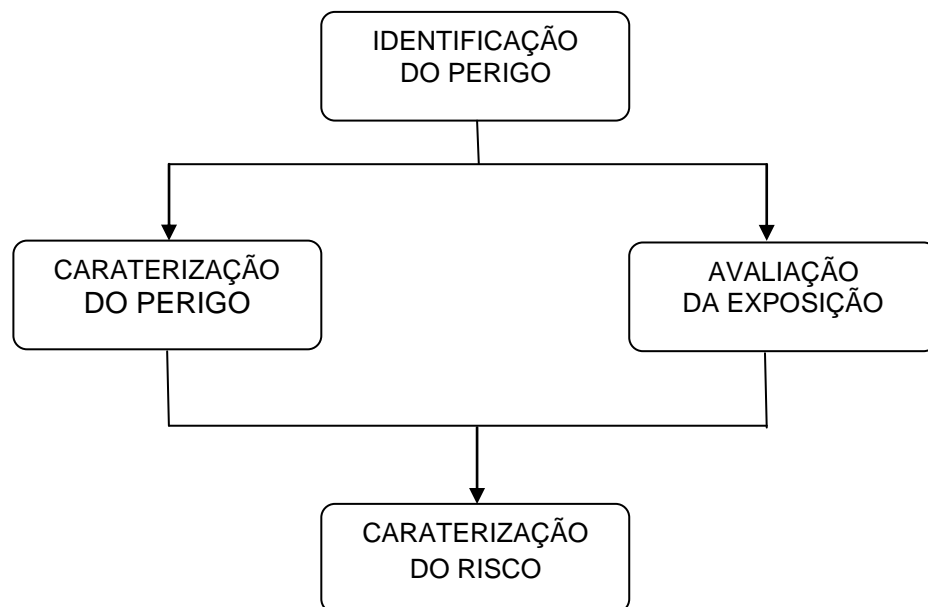 IDENTIFICAÇÃO
DO PERIGO
CARATERIZAÇÃO
DO PERIGO
AVALIAÇÃO
DA EXPOSIÇÃO
CARATERIZAÇÃO
DO RISCO